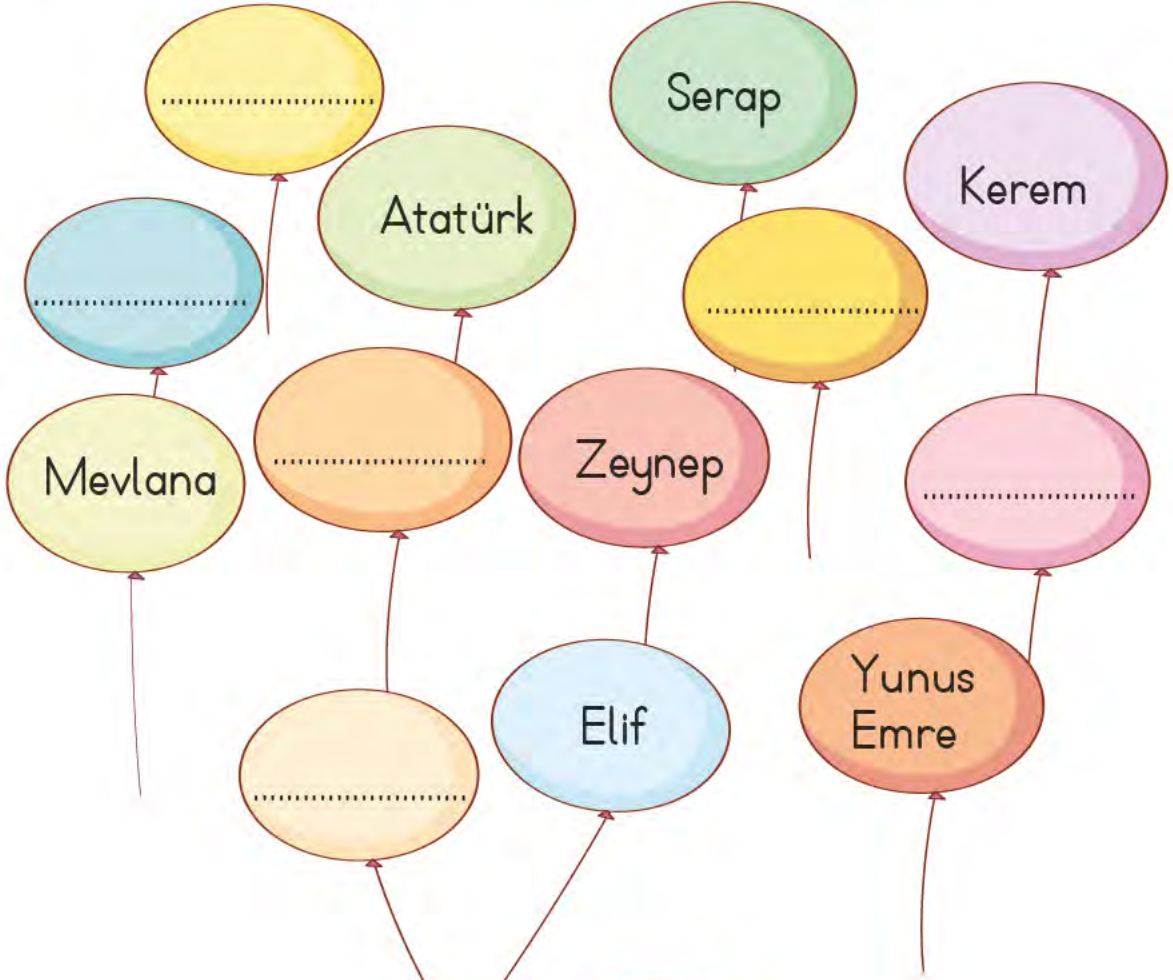 Serap
Kerem
Atatürk
Mevlana
Zeynep
Elif
Yunus
Emre